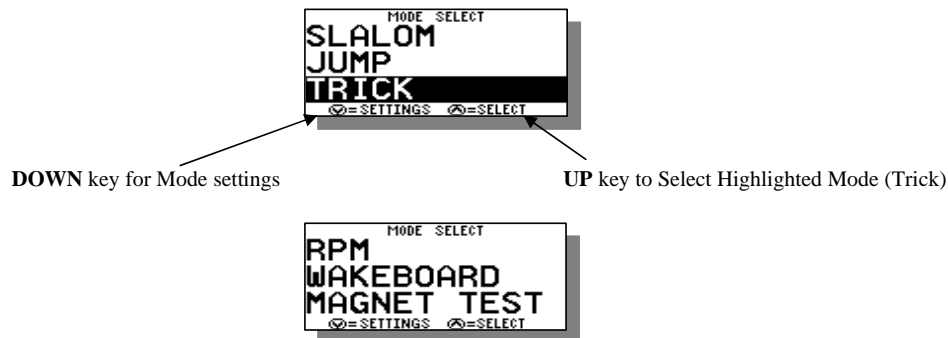 MODE SELECT
SLALOM
JUMP
TRICK
=SETTINGS =SELECT
DOWN key for Mode settings
UP key to Select Highlighted Mode (Trick)
MODE SELECT
RPM
WAKEBOARD
MAGNET TEST
=SETTINGS =SELECT